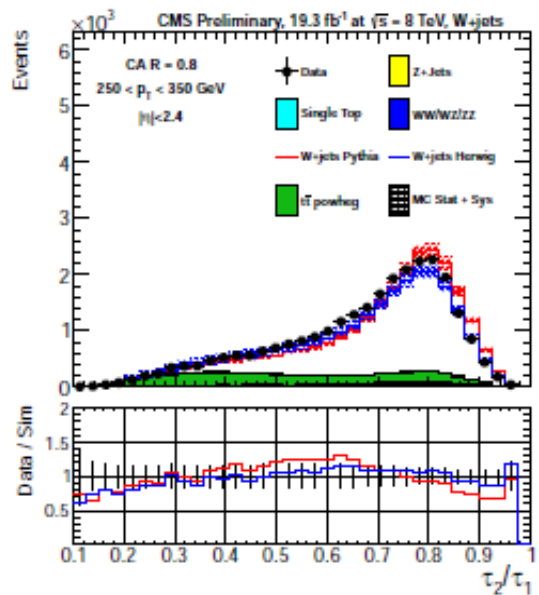 ×10³ CMS Preliminary, 19.3 fb⁻¹ at √s = 8 TeV, W+jets
Events
6
5
4
3
2
1
0
CA R = 0.8
250 < p_T < 350 GeV
|η|<2.4
Data
Z+Jets
Single Top
WW/WZ/ZZ
W+jets Pythia
W+jets Herwig
tt̄ powheg
MC Stat + Sys
Data / Sim
2
1.5
1
0.5
0.1 0.2 0.3 0.4 0.5 0.6 0.7 0.8 0.9 1
τ₂/τ₁